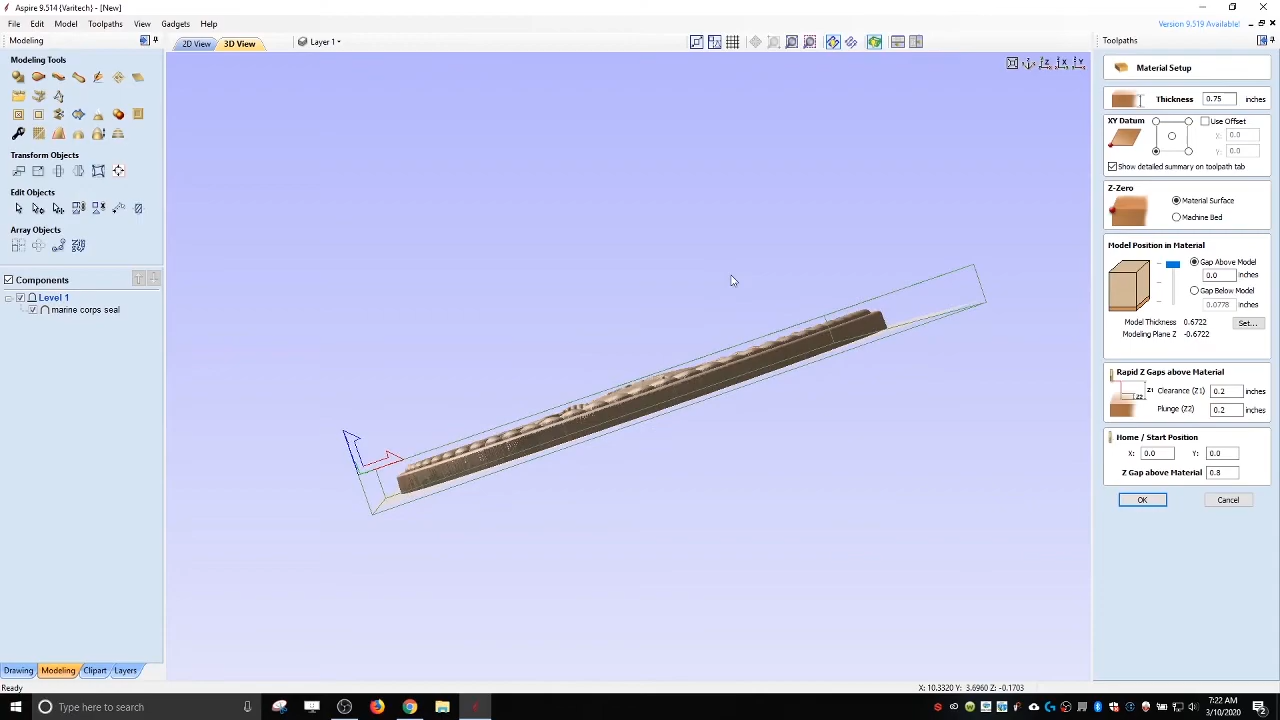 Aspire 9.514 (Varitech) - [New]
File Edit Model Toolpaths View Gadgets Help
Version 9.519 Available!
Modeling
2D View 3D View Layer 1
Toolpaths
Modeling Tools
Transform Objects
Edit Objects
Array Objects
Components
Level 1
marine corps seal
Z X Y
Material Setup
Thickness 0.75 inches
XY Datum Use Offset
X: 0.0
Y: 0.0
Show detailed summary on toolpath tab
Z-Zero
Material Surface
Machine Bed
Model Position in Material
Gap Above Model
0.0 inches
Gap Below Model
0.0778 inches
Model Thickness 0.6722 Set...
Modeling Plane Z -0.6722
Rapid Z Gaps above Material
Z1 Clearance (Z1) 0.2 inches
Z2 Plunge (Z2) 0.2 inches
Home / Start Position
X: 0.0 Y: 0.0
Z Gap above Material 0.8
OK Cancel
Drawing Modeling Clipart Layers
Ready
X: 10.3320 Y: 3.6960 Z: -0.1703
Type here to search
7:22 AM
3/10/2020
2